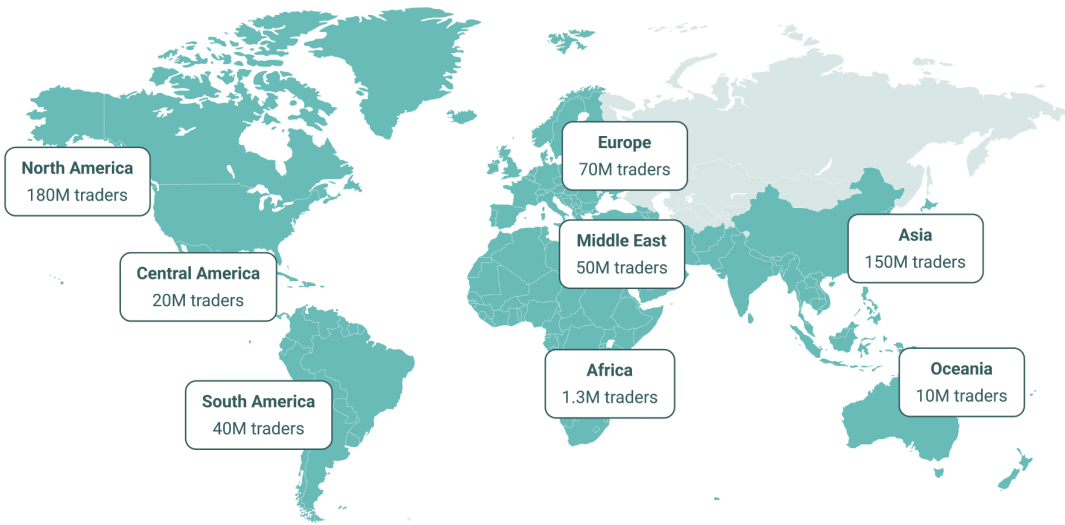 North America
180M traders
Central America
20M traders
South America
40M traders
Europe
70M traders
Middle East
50M traders
Africa
1.3M traders
Asia
150M traders
Oceania
10M traders